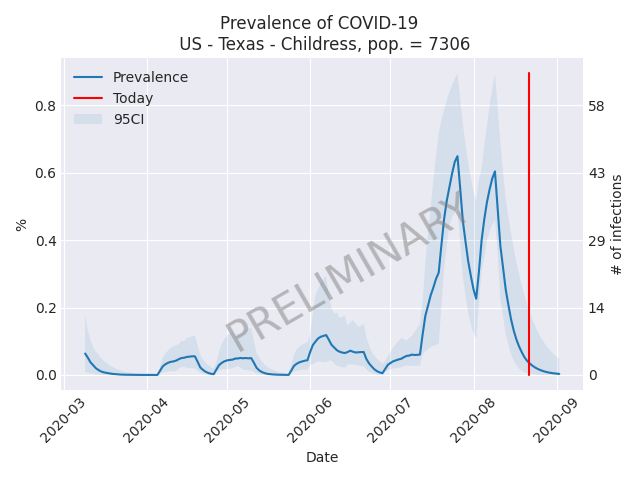 Prevalence of COVID-19
US - Texas - Childress, pop. = 7306
Prevalence
Today
95CI
0.8
0.6
0.4
0.2
0.0
58
43
29
14
0
%
# of infections
PRELIMINARY
2020-03
2020-04
2020-05
2020-06
2020-07
2020-08
2020-09
Date